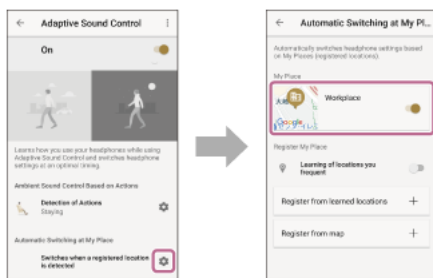 Adaptive Sound Control
On
Learns how you use your headphones while using
Adaptive Sound Control and switches headphone
settings at an optimal timing.
Ambient Sound Control Based on Actions
Detection of Actions
Staying
Automatic Switching at My Place
Switches when a registered location
is detected
Automatic Switching at My Pl...
Automatically switches headphone settings based
on My Places (registered locations).
My Place
Workplace
Google
Register My Place
Learning of locations you
frequent
Register from learned locations
Register from map